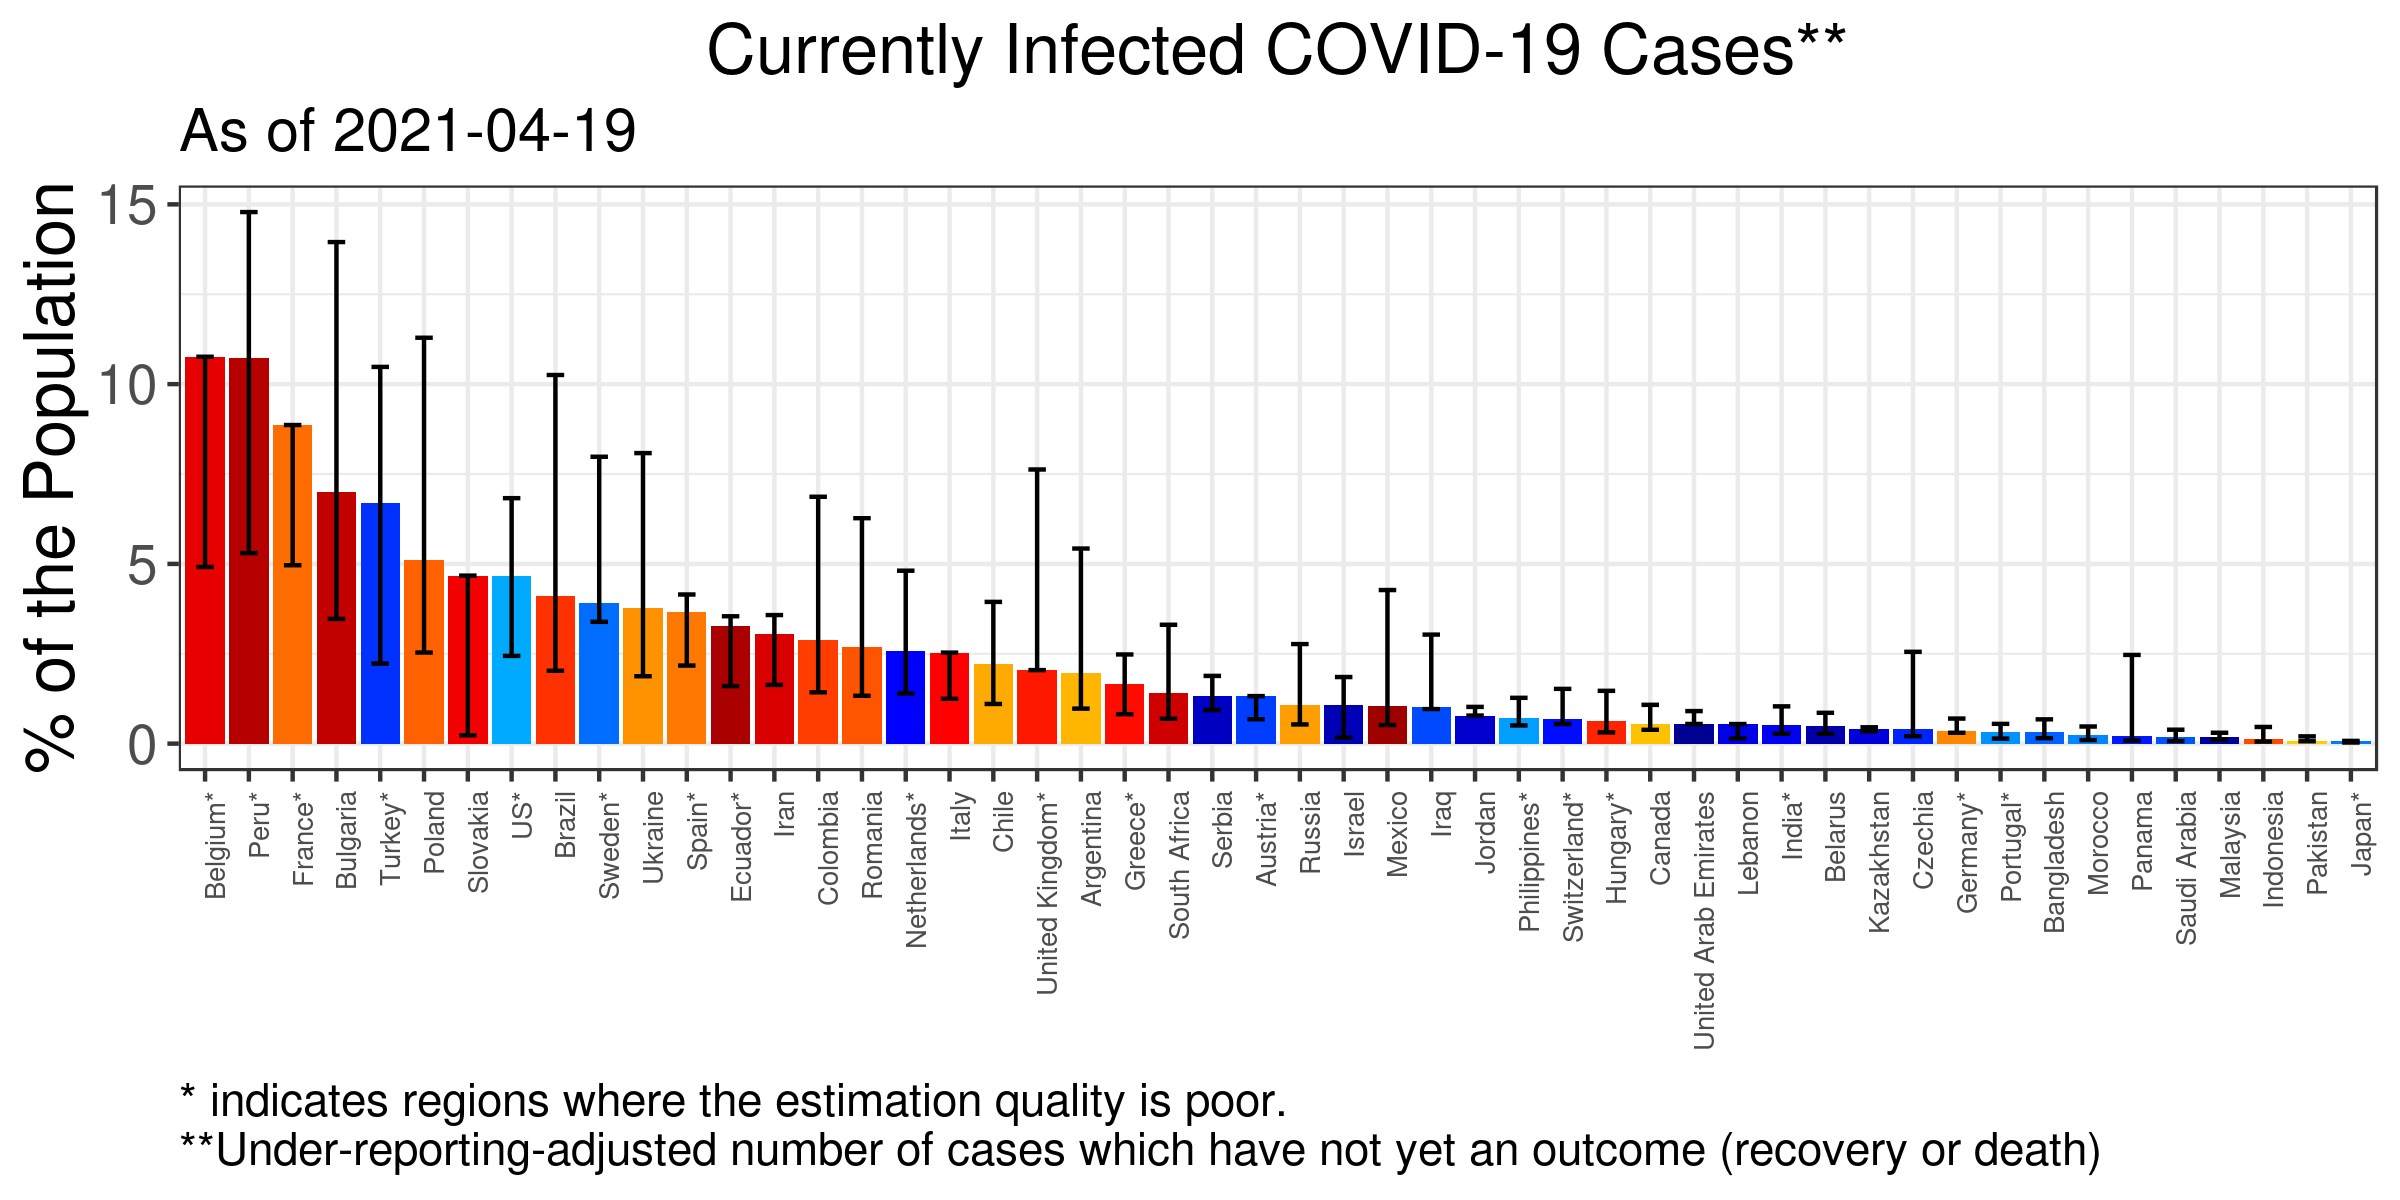 Currently Infected COVID-19 Cases**
As of 2021-04-19
% of the Population
15
10
5
0
Belgium*
Peru*
France*
Bulgaria
Turkey*
Poland
Slovakia
US*
Brazil
Sweden*
Ukraine
Spain*
Ecuador*
Iran
Colombia
Romania
Netherlands*
Italy
Chile
United Kingdom*
Argentina
Greece*
South Africa
Serbia
Austria*
Russia
Israel
Mexico
Iraq
Jordan
Philippines*
Switzerland*
Hungary*
Canada
United Arab Emirates
Lebanon
India*
Belarus
Kazakhstan
Czechia
Germany*
Portugal*
Bangladesh
Morocco
Panama
Saudi Arabia
Malaysia
Indonesia
Pakistan
Japan*
* indicates regions where the estimation quality is poor.
**Under-reporting-adjusted number of cases which have not yet an outcome (recovery or death)